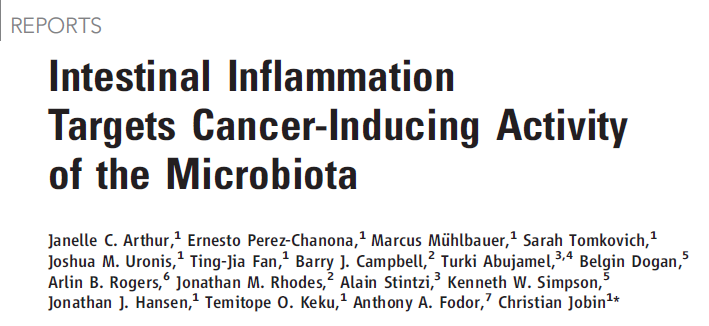 REPORTS
Intestinal Inflammation
Targets Cancer-Inducing Activity
of the Microbiota
Janelle C. Arthur,¹ Ernesto Perez-Chanona,¹ Marcus Mühlbauer,¹ Sarah Tomkovich,¹
Joshua M. Uronis,¹ Ting-Jia Fan,¹ Barry J. Campbell,² Turki Abujamel,³,⁴ Belgin Dogan,⁵
Arlin B. Rogers,⁶ Jonathan M. Rhodes,² Alain Stintzi,³ Kenneth W. Simpson,⁵
Jonathan J. Hansen,¹ Temitope O. Keku,¹ Anthony A. Fodor,⁷ Christian Jobin¹*